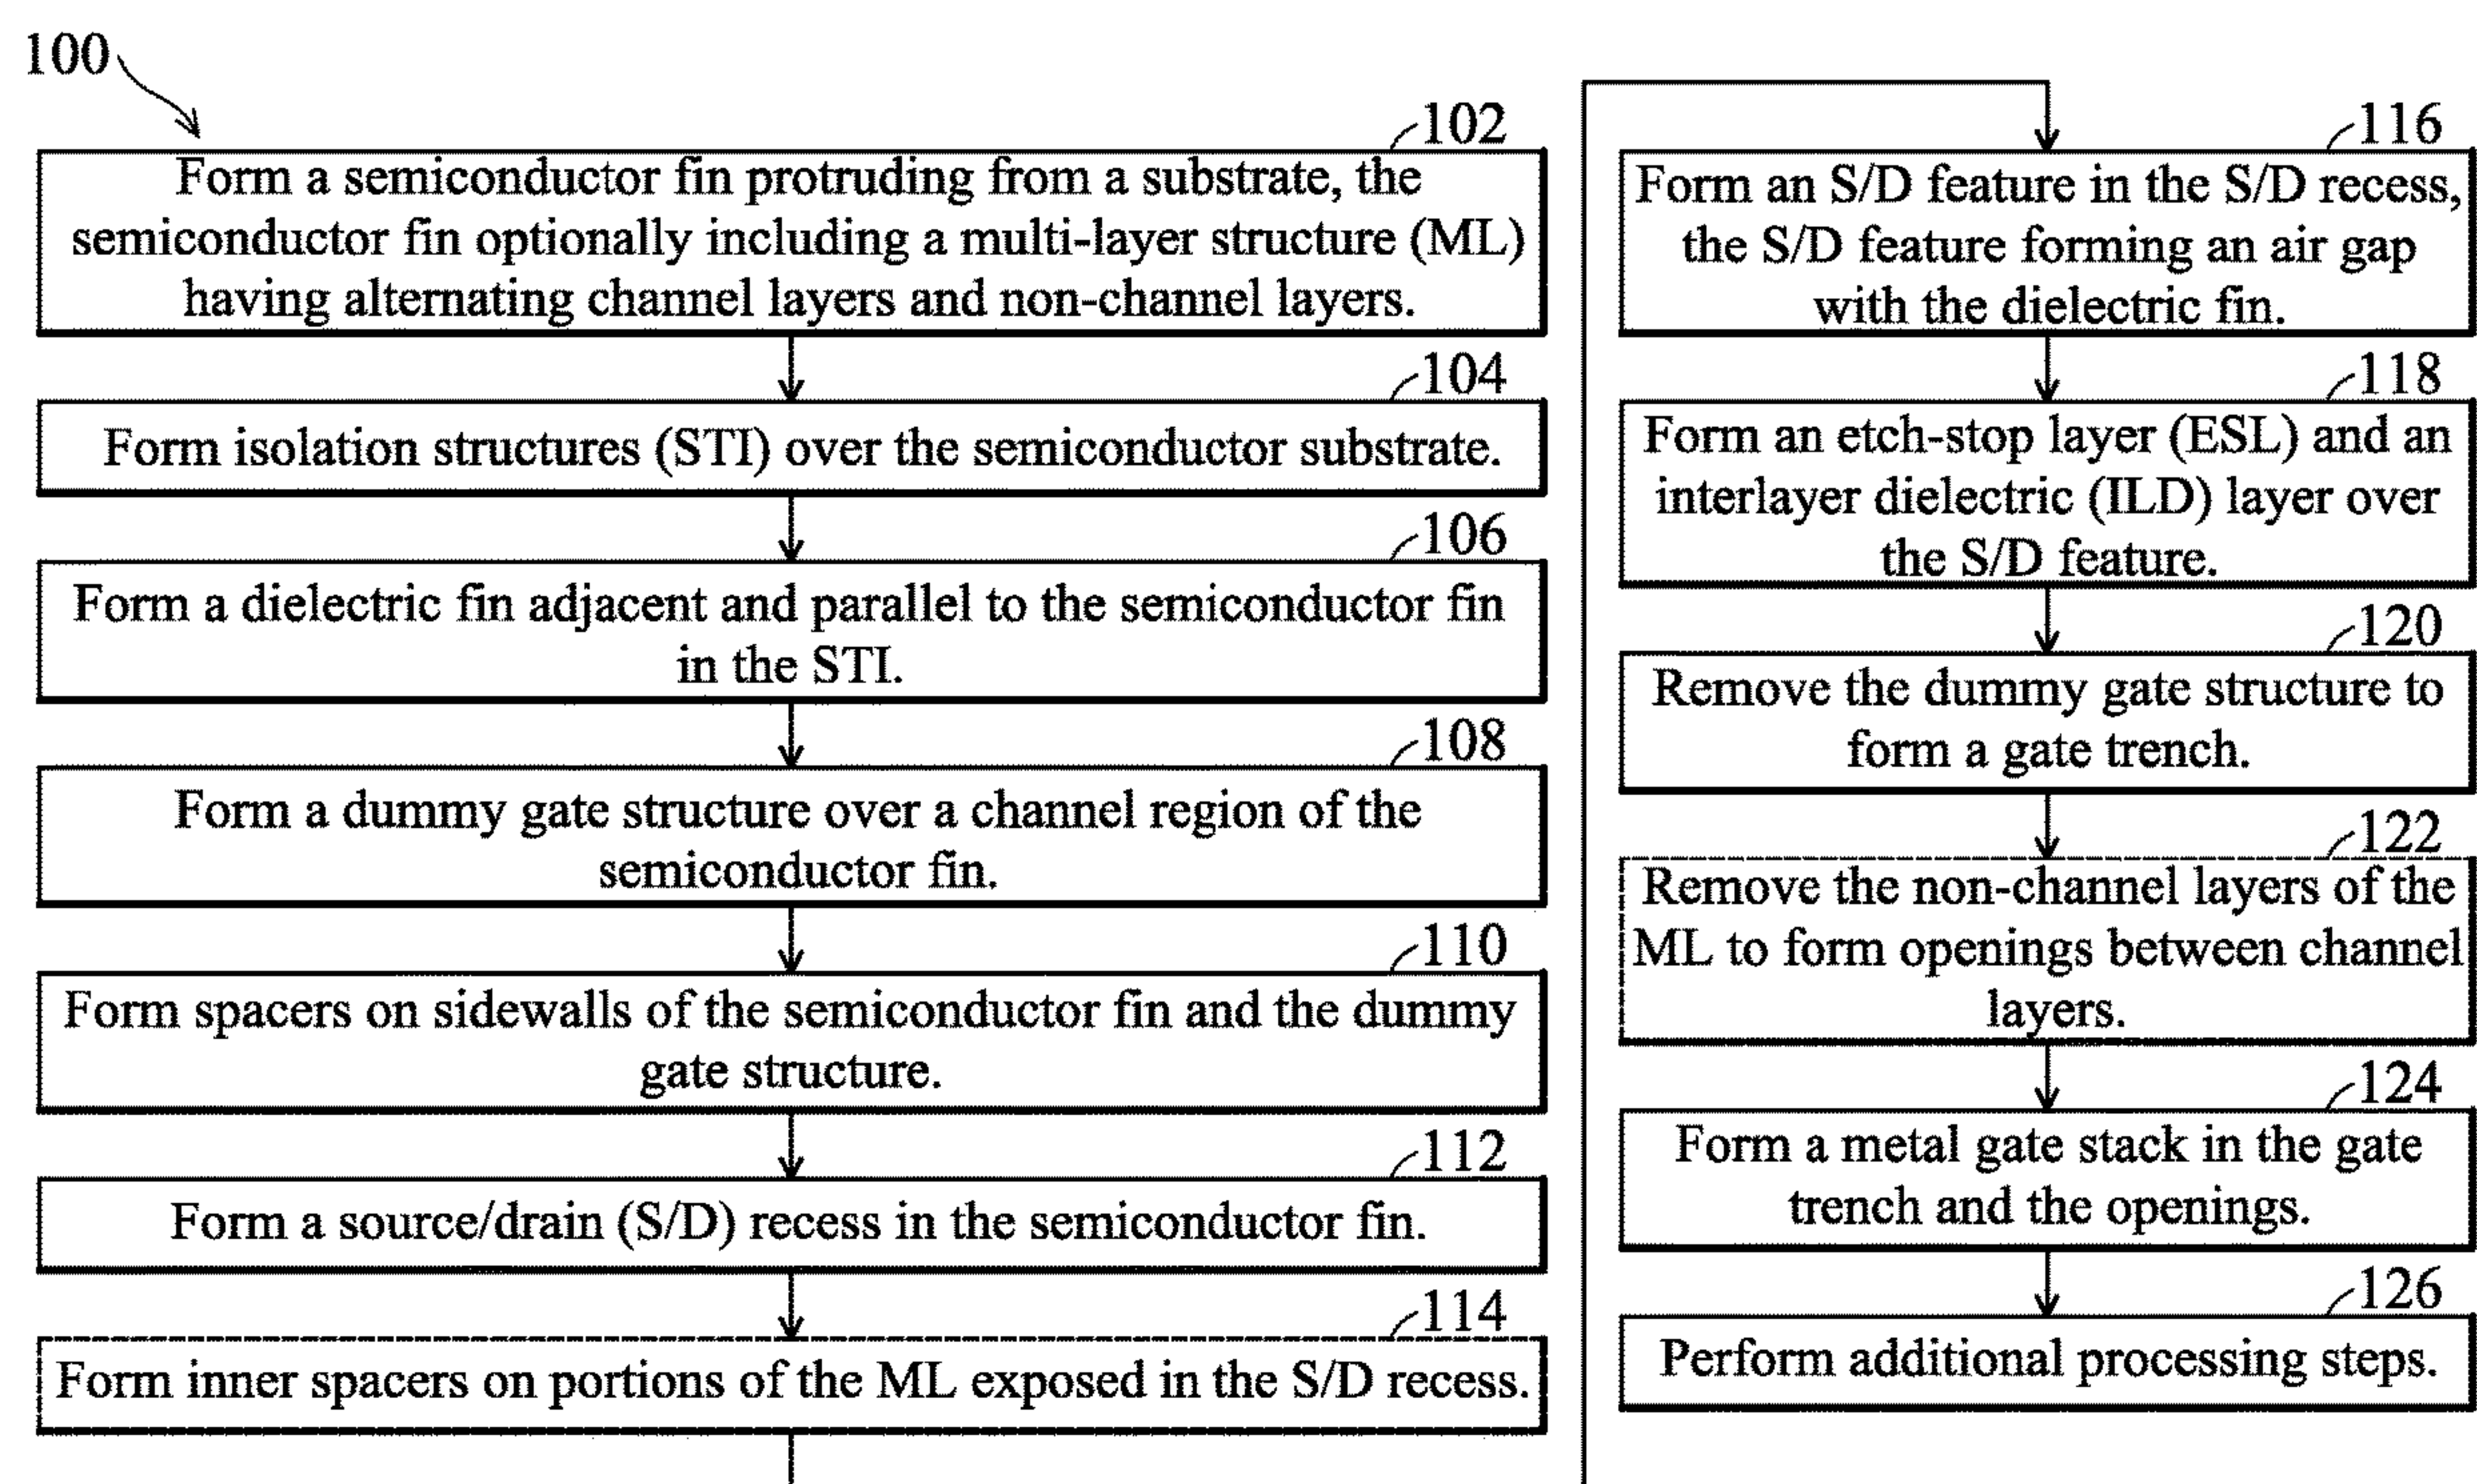 100
102
Form a semiconductor fin protruding from a substrate, the
semiconductor fin optionally including a multi-layer structure (ML)
having alternating channel layers and non-channel layers.
104
Form isolation structures (STI) over the semiconductor substrate.
106
Form a dielectric fin adjacent and parallel to the semiconductor fin
in the STI.
108
Form a dummy gate structure over a channel region of the
semiconductor fin.
110
Form spacers on sidewalls of the semiconductor fin and the dummy
gate structure.
112
Form a source/drain (S/D) recess in the semiconductor fin.
114
Form inner spacers on portions of the ML exposed in the S/D recess.
116
Form an S/D feature in the S/D recess,
the S/D feature forming an air gap
with the dielectric fin.
118
Form an etch-stop layer (ESL) and an
interlayer dielectric (ILD) layer over
the S/D feature.
120
Remove the dummy gate structure to
form a gate trench.
122
Remove the non-channel layers of the
ML to form openings between channel
layers.
124
Form a metal gate stack in the gate
trench and the openings.
126
Perform additional processing steps.